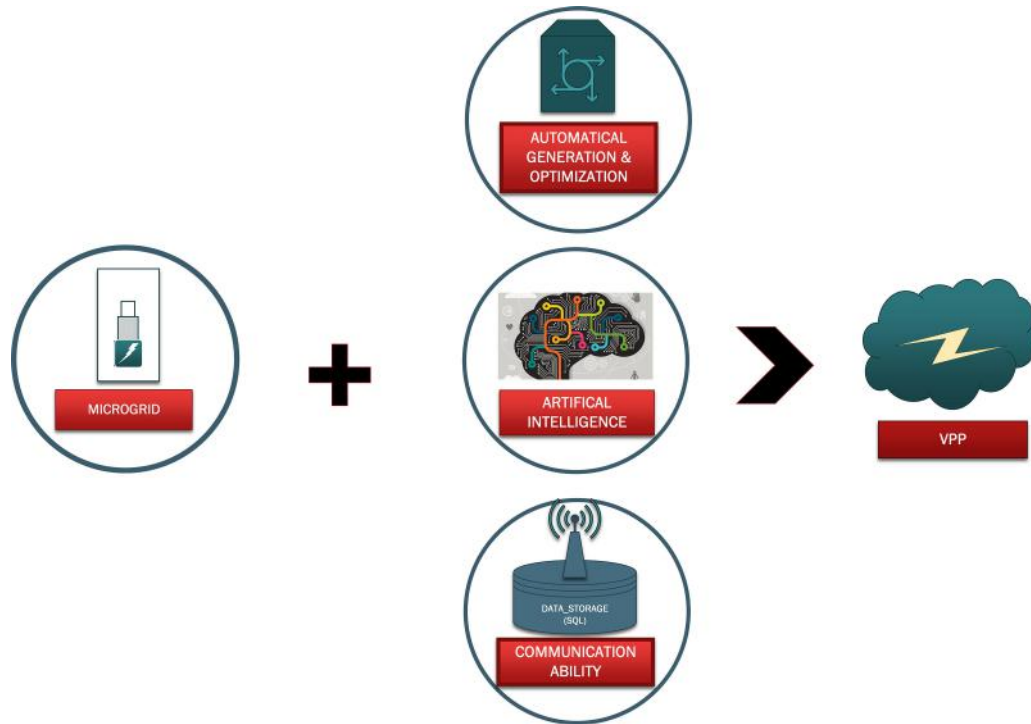 AUTOMATICAL
GENERATION &
OPTIMIZATION
MICROGRID
ARTIFICAL
INTELLIGENCE
VPP
DATA_STORAGE
(SQL)
COMMUNICATION
ABILITY